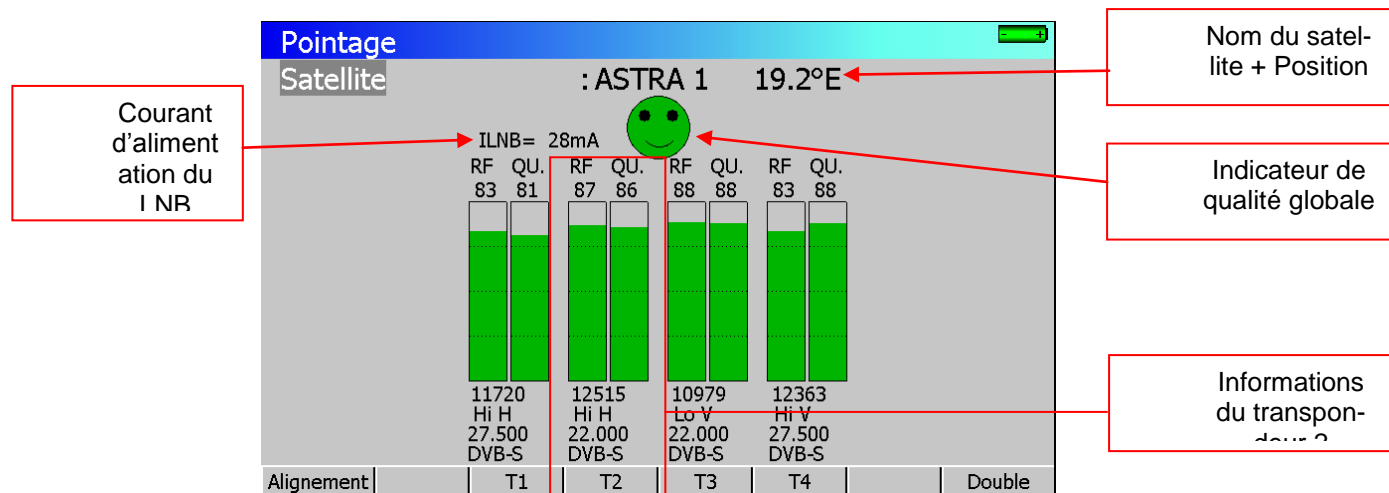 Pointage
Satellite : ASTRA 1 19.2°E
ILNB= 28mA
RF QU. RF QU. RF QU. RF QU.
83 81 87 86 88 88 83 88
11720 12515 10979 12363
Hi H Hi H Lo V Hi V
27.500 22.000 22.000 27.500
DVB-S DVB-S DVB-S DVB-S
Alignement T1 T2 T3 T4 Double
Courant
d'aliment
ation du
LNB
Nom du satel-
lite + Position
Indicateur de
qualité globale
Informations
du transpon-
deur 2